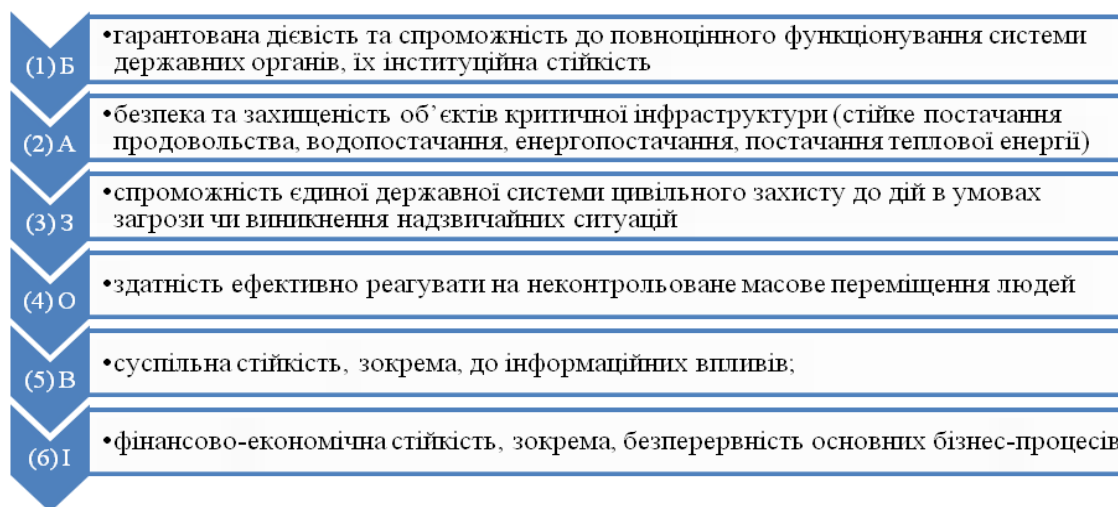 (1) Б
•гарантована дієвість та спроможність до повноцінного функціонування системи
державних органів, їх інституційна стійкість
(2) А
•безпека та захищеність об’єктів критичної інфраструктури (стійке постачання
продовольства, водопостачання, енергопостачання, постачання теплової енергії)
(3) З
•спроможність єдиної державної системи цивільного захисту до дій в умовах
загрози чи виникнення надзвичайних ситуацій
(4) О
•здатність ефективно реагувати на неконтрольоване масове переміщення людей
(5) В
•суспільна стійкість, зокрема, до інформаційних впливів;
(6) І
•фінансово-економічна стійкість, зокрема, безперервність основних бізнес-процесів